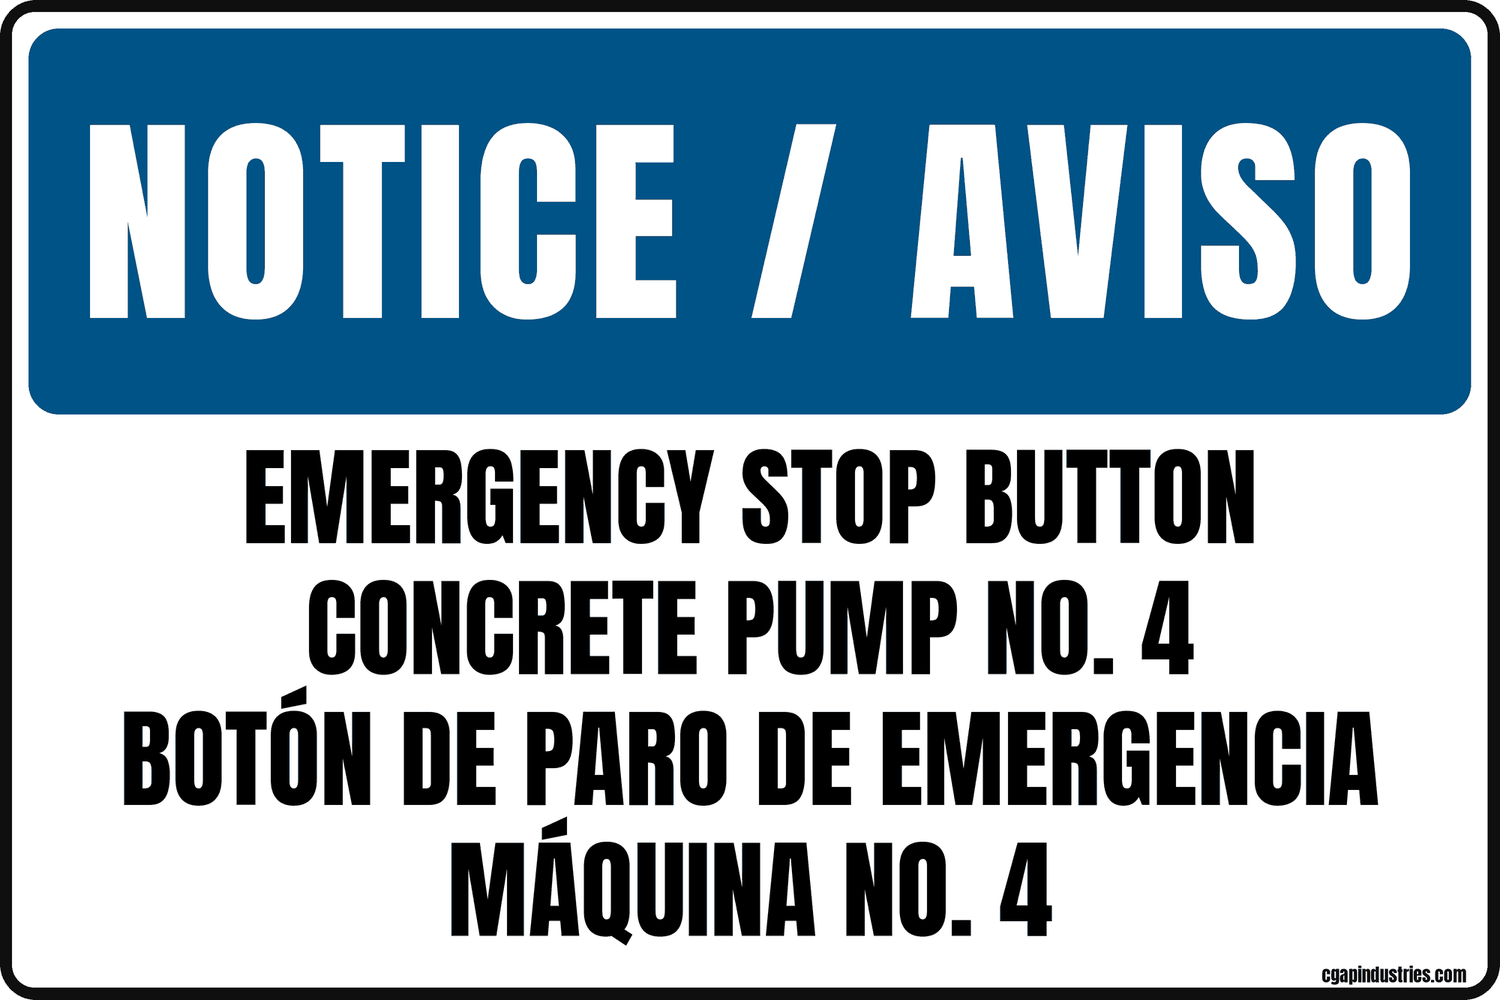 NOTICE / AVISO
EMERGENCY STOP BUTTON
CONCRETE PUMP NO. 4
BOTÓN DE PARO DE EMERGENCIA
MÁQUINA NO. 4
cgapindustries.com